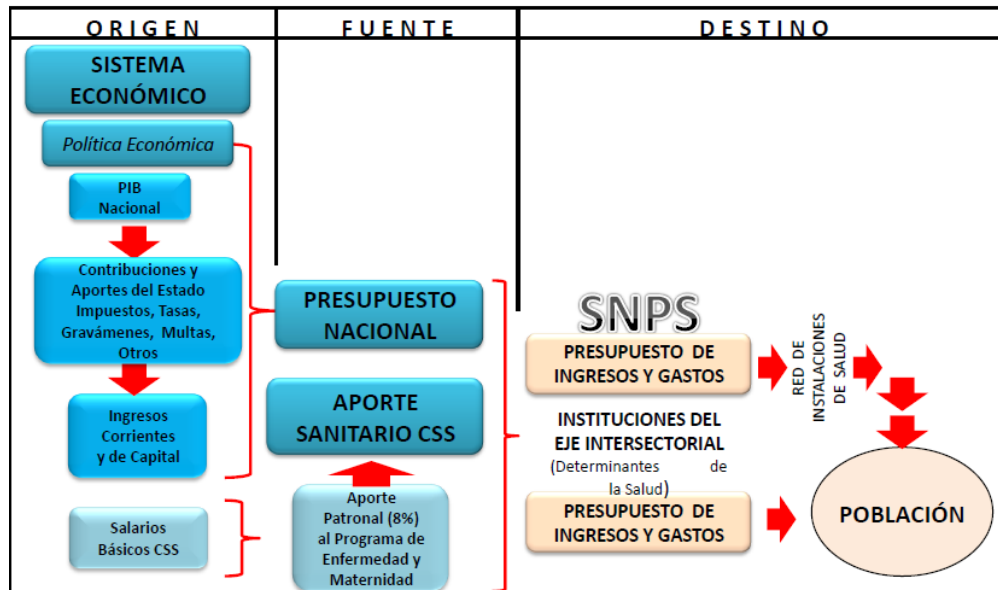 ORIGEN
FUENTE
DESTINO
SISTEMA
ECONÓMICO
Política Económica
PIB
Nacional
Contribuciones y
Aportes del Estado
Impuestos, Tasas,
Gravámenes, Multas,
Otros
Ingresos
Corrientes
y de Capital
Salarios
Básicos CSS
PRESUPUESTO
NACIONAL
APORTE
SANITARIO CSS
Aporte
Patronal (8%)
al Programa de
Enfermedad y
Maternidad
SNPS
PRESUPUESTO DE
INGRESOS Y GASTOS
INSTITUCIONES DEL
EJE INTERSECTORIAL
(Determinantes de
la Salud)
PRESUPUESTO DE
INGRESOS Y GASTOS
RED DE
INSTALACIONES
DE SALUD
POBLACIÓN